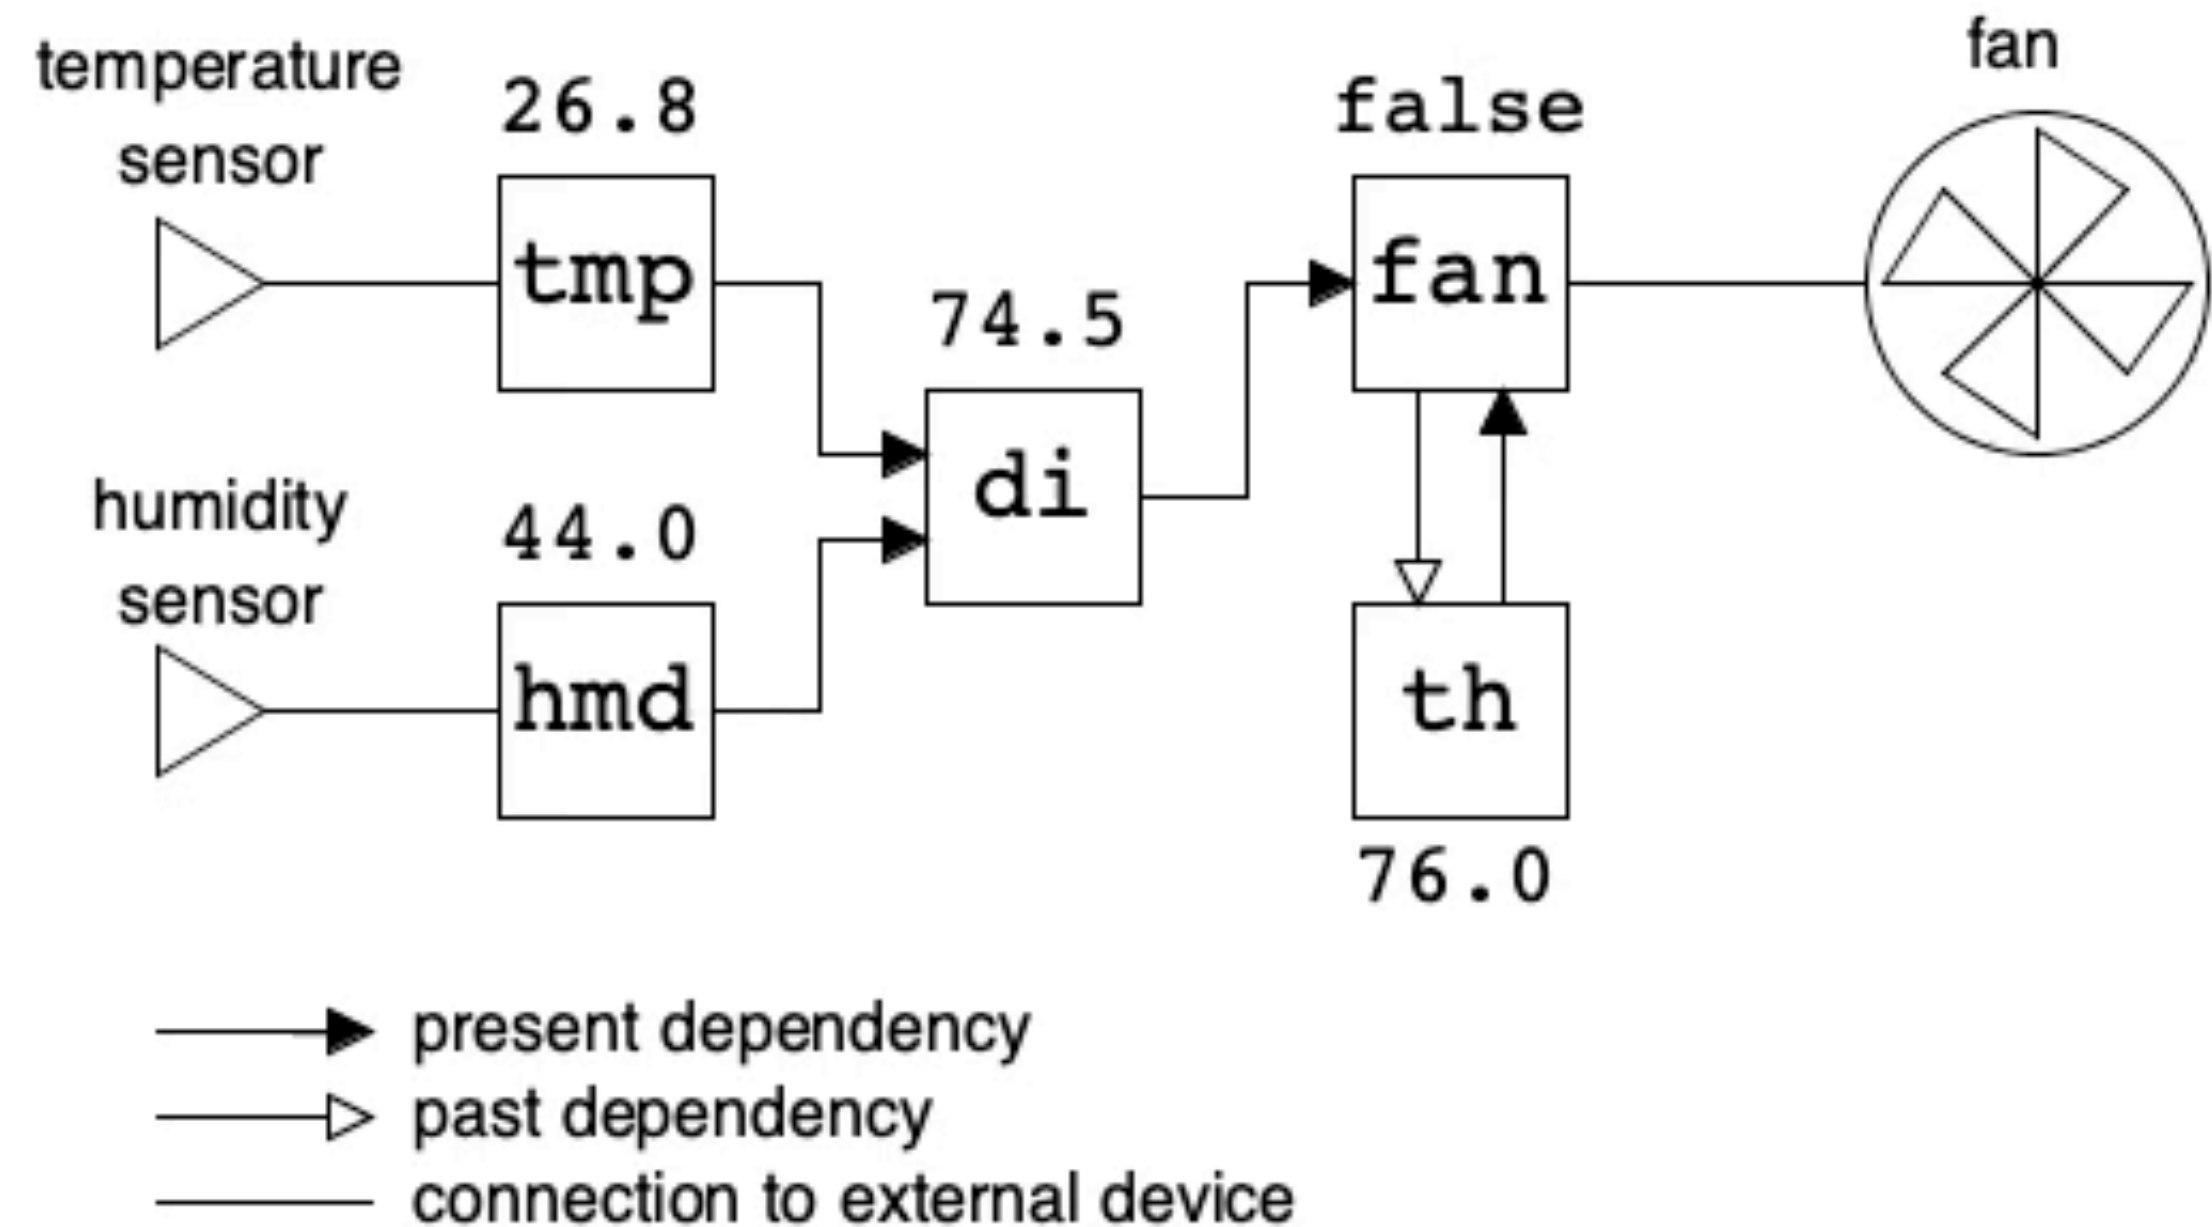 temperature
sensor
26.8
tmp
humidity
sensor
44.0
hmd
74.5
di
false
fan
th
76.0
fan
present dependency
past dependency
connection to external device